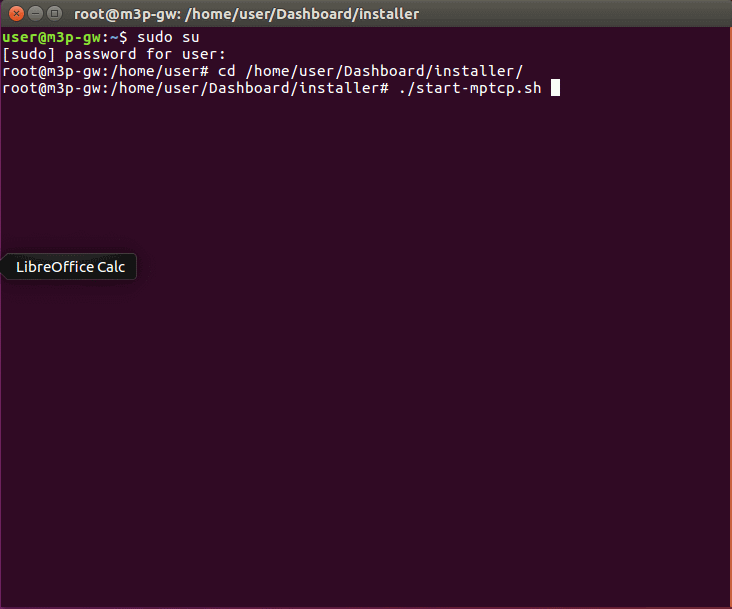 root@m3p-gw: /home/user/Dashboard/installer
user@m3p-gw:~$ sudo su
[sudo] password for user:
root@m3p-gw:/home/user# cd /home/user/Dashboard/installer/
root@m3p-gw:/home/user/Dashboard/installer# ./start-mptcp.sh
LibreOffice Calc